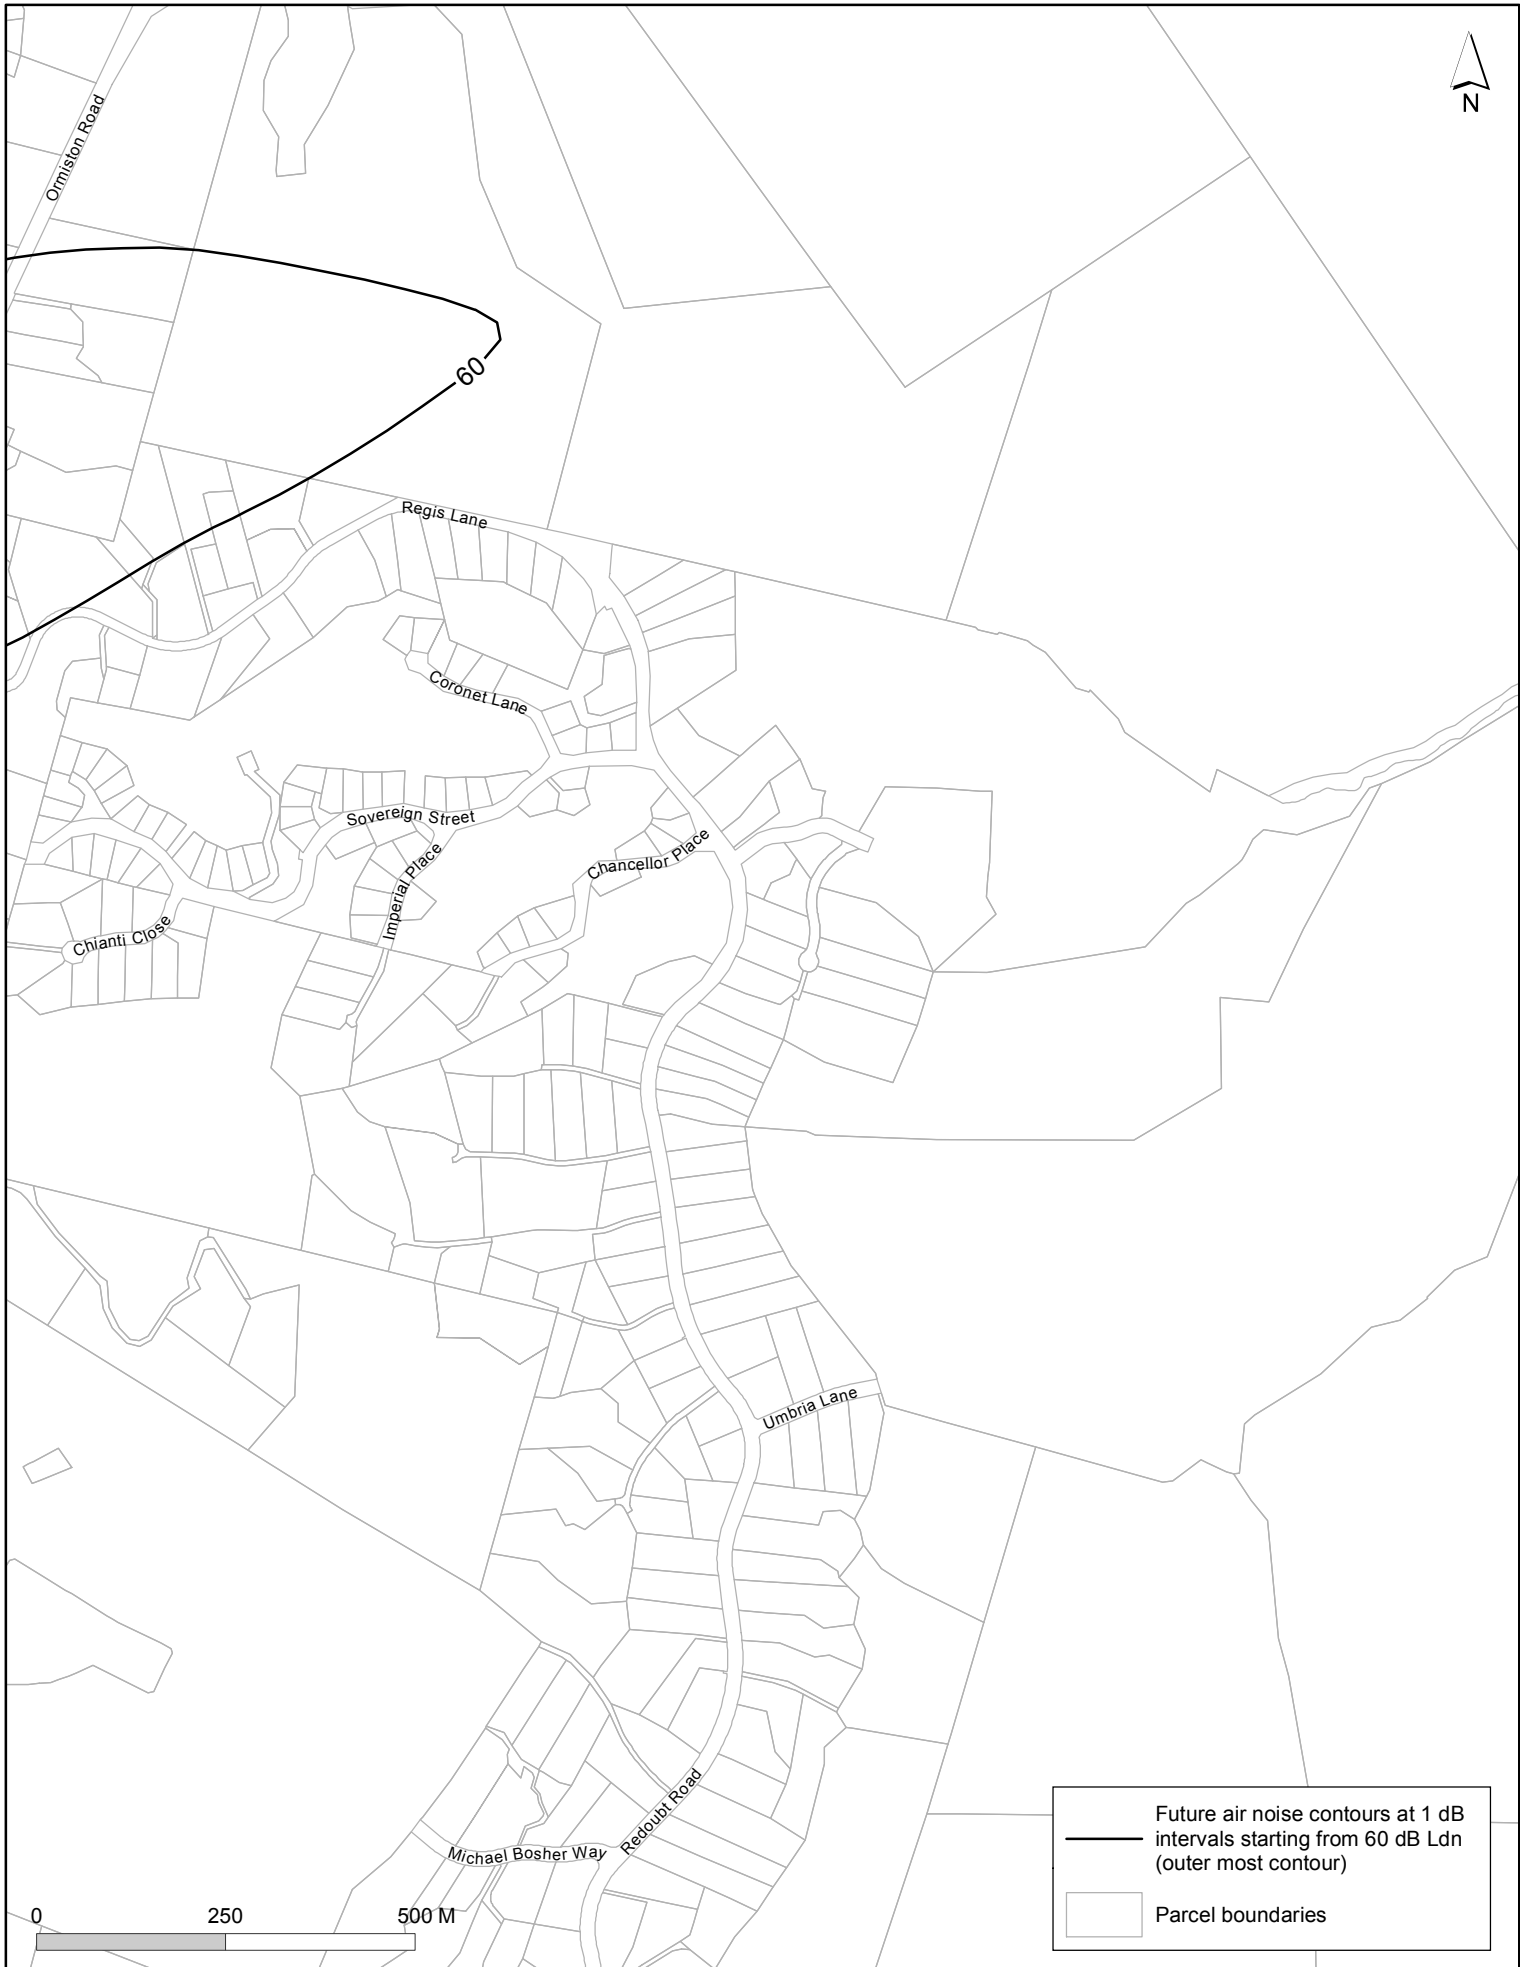 N
Ormiston Road
60
Regis Lane
Coronet Lane
Sovereign Street
Imperial Place
Chancellor Place
Chianti Close
Umbria Lane
Redoubt Road
Michael Bosher Way
Future air noise contours at 1 dB
intervals starting from 60 dB Ldn
(outer most contour)
Parcel boundaries
0 250 500 M